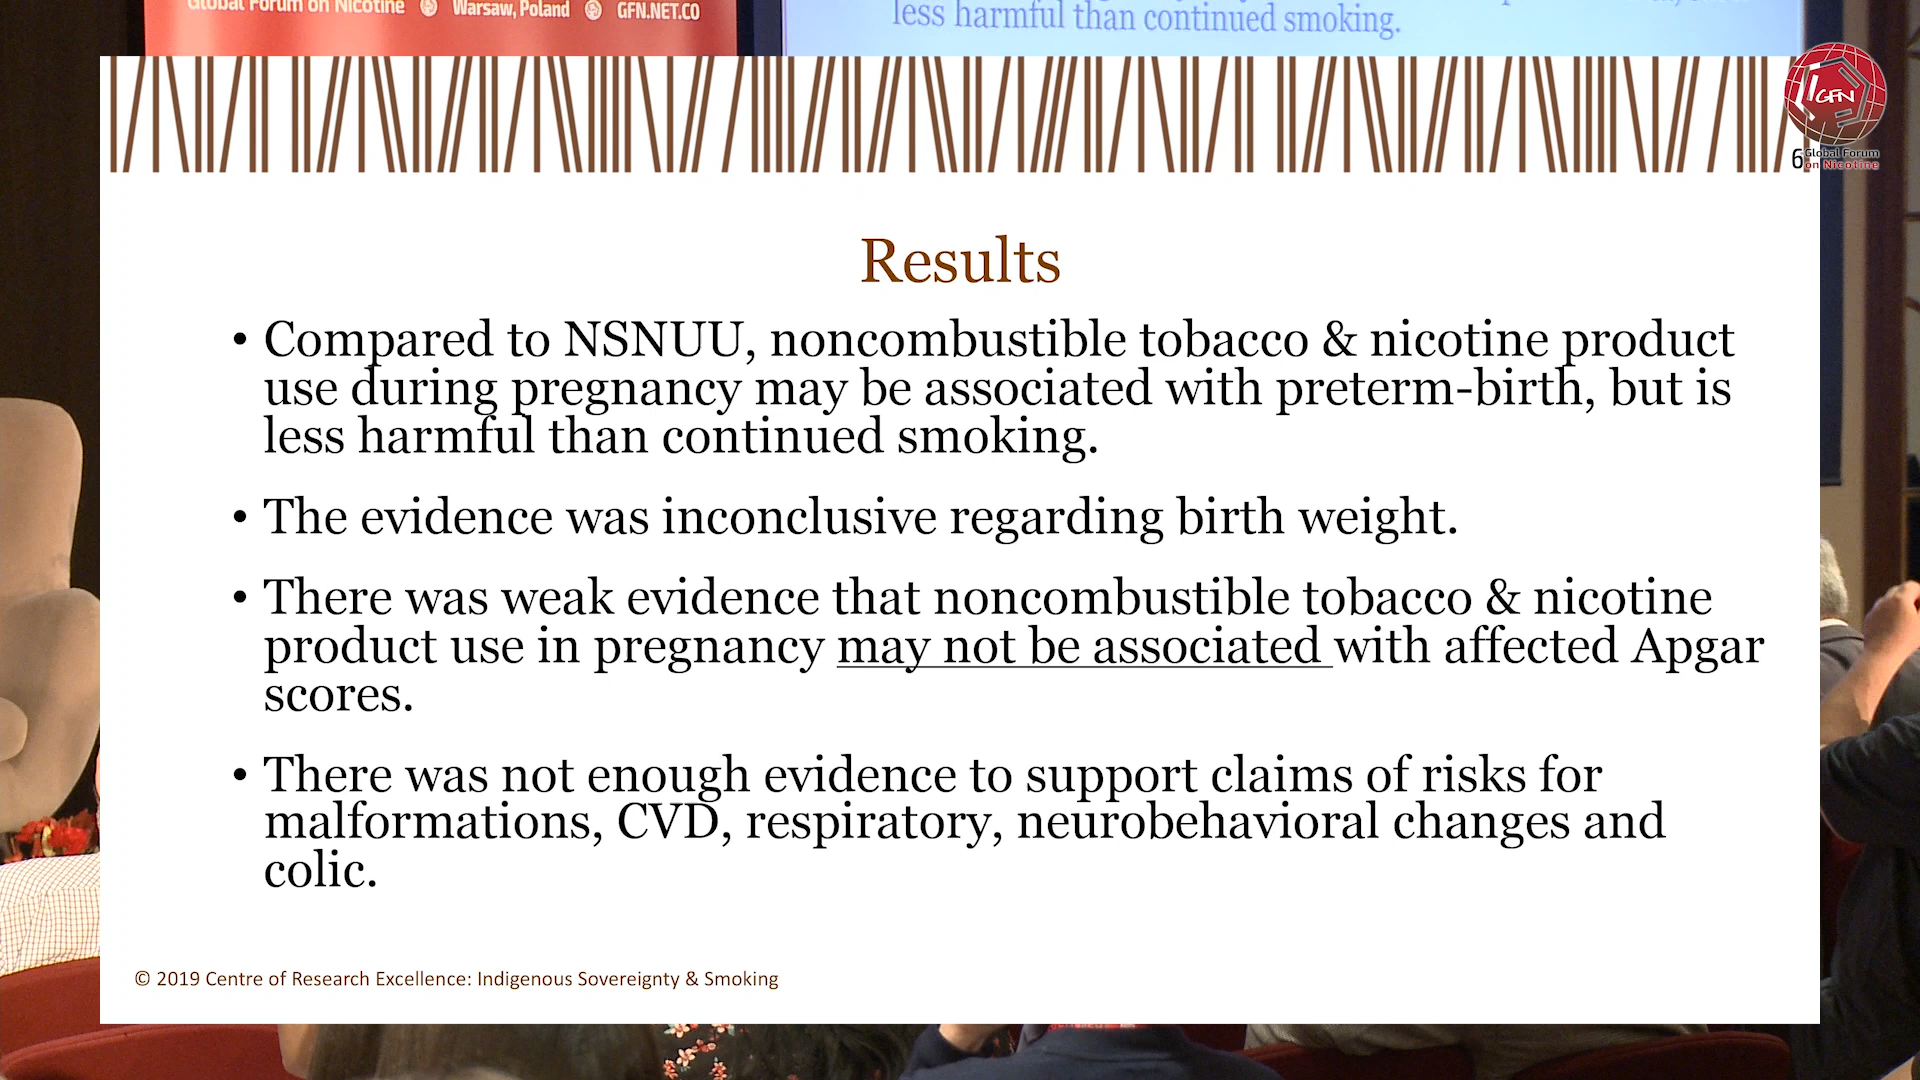 Global Forum on Nicotine Warsaw, Poland GFN.NET.CO
less harmful than continued smoking.
GFN
6 Global Forum
on Nicotine
Results
• Compared to NSNUU, noncombustible tobacco & nicotine product
use during pregnancy may be associated with preterm-birth, but is
less harmful than continued smoking.
• The evidence was inconclusive regarding birth weight.
• There was weak evidence that noncombustible tobacco & nicotine
product use in pregnancy may not be associated with affected Apgar
scores.
• There was not enough evidence to support claims of risks for
malformations, CVD, respiratory, neurobehavioral changes and
colic.
© 2019 Centre of Research Excellence: Indigenous Sovereignty & Smoking